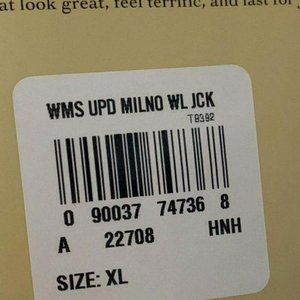 at look great, feel terrific, and last for
WMS UPD MILNO WL JCK
T8392
0 90037 74736 8
A 22708 HNH
SIZE: XL